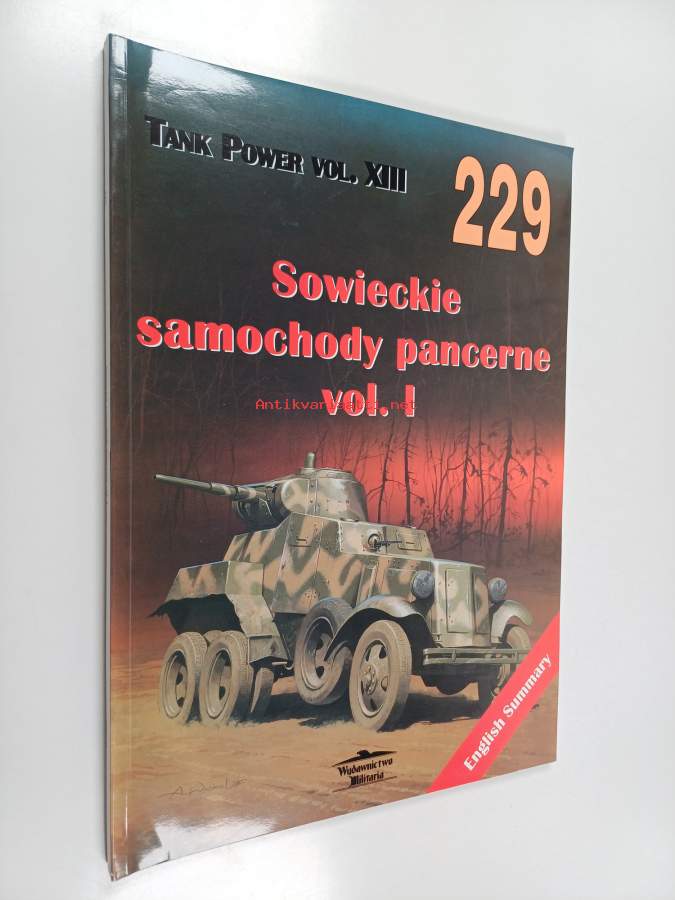 TANK POWER VOL. XIII
229
Sowieckie
samochody pancerne
vol. I
Antikvariaatti.net
English Summary
Wydawnictwo
Militaria